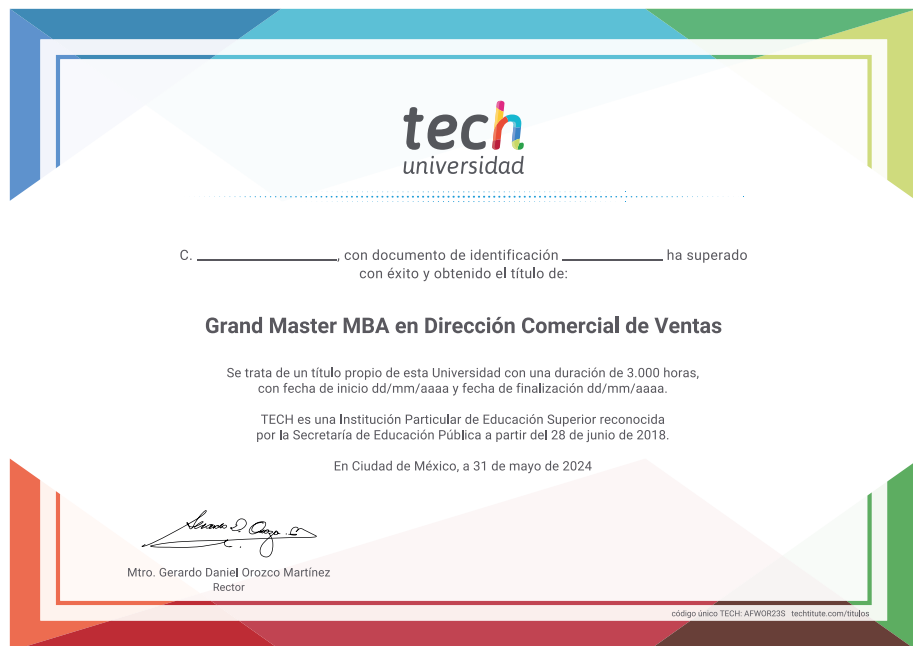 tech
universidad
C. ____________, con documento de identificación ____________ ha superado
con éxito y obtenido el título de:
Grand Master MBA en Dirección Comercial de Ventas
Se trata de un título propio de esta Universidad con una duración de 3.000 horas,
con fecha de inicio dd/mm/aaaa y fecha de finalización dd/mm/aaaa.
TECH es una Institución Particular de Educación Superior reconocida
por la Secretaría de Educación Pública a partir del 28 de junio de 2018.
En Ciudad de México, a 31 de mayo de 2024
Mtro. Gerardo Daniel Orozco Martínez
Rector
código único TECH: AFWOR23S techtitute.com/titulos